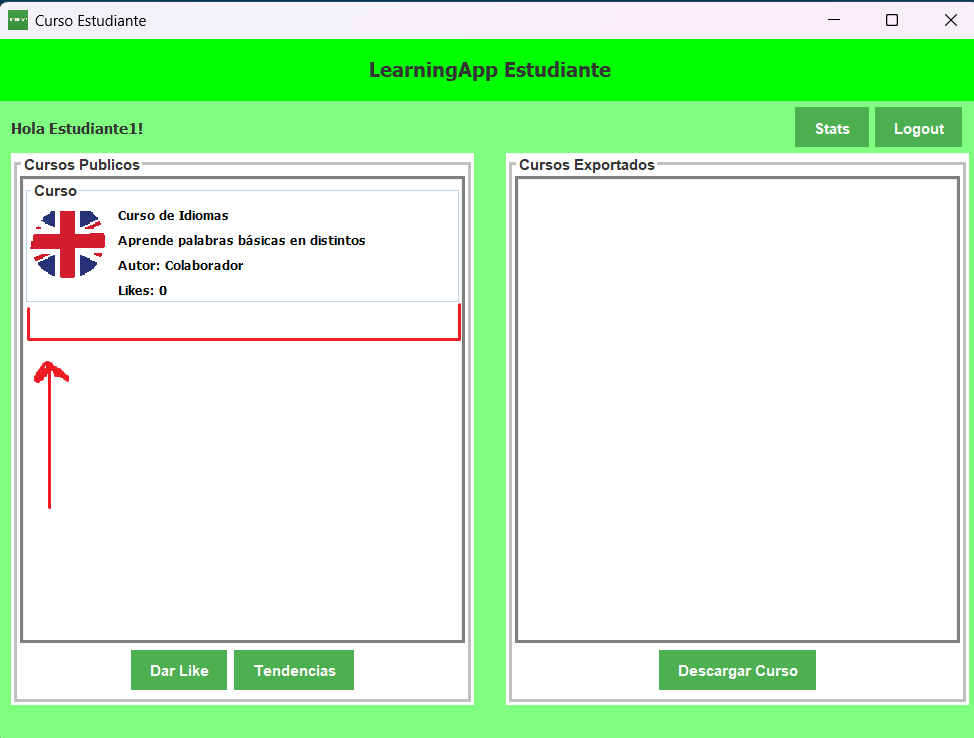 Curso Estudiante
LearningApp Estudiante
Hola Estudiante1!
Stats
Logout
Cursos Publicos
Curso
Curso de Idiomas
Aprende palabras básicas en distintos
Autor: Colaborador
Likes: 0
Dar Like
Tendencias
Cursos Exportados
Descargar Curso